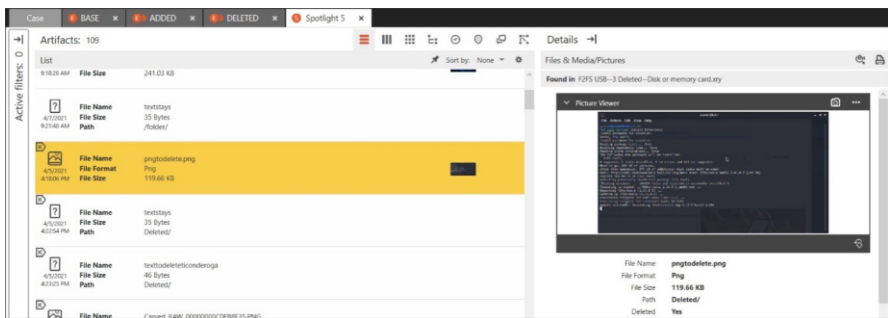 Case BASE × ADDED × DELETED × Spotlight 5 ×
Active filters: 0
Artifacts: 109
List
Sort by: None
9:18:26 AM File Size 241.03 KB
4/7/2021
9:21:46 AM
File Name textstays
File Size 35 Bytes
Path /folder/
4/5/2021
4:18:06 PM
File Name pngtodelete.png
File Format Png
File Size 119.66 KB
4/5/2021
4:22:54 PM
File Name textstays
File Size 35 Bytes
Path Deleted/
4/5/2021
4:23:25 PM
File Name texttodeleteticonderoga
File Size 46 Bytes
Path Deleted/
File Name
Details
Files & Media/Pictures
Found in F2FS USB--3 Deleted--Disk or memory card.xry
Picture Viewer
File Name pngtodelete.png
File Format Png
File Size 119.66 KB
Path Deleted/
Deleted Yes